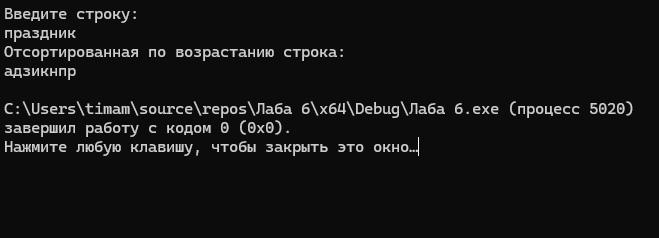 Введите строку:
праздник
Отсортированная по возрастанию строка:
адзикнпр
C:\Users\timam\source\repos\Лаба 6\x64\Debug\Лаба 6.exe (процесс 5020)
завершил работу с кодом 0 (0x0).
Нажмите любую клавишу, чтобы закрыть это окно…